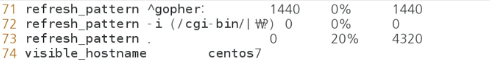 71 refresh_pattern ^gopher: 1440 0% 1440
72 refresh_pattern -i (/cgi-bin/|₩?) 0 0% 0
73 refresh_pattern . 0 20% 4320
74 visible_hostname centos7